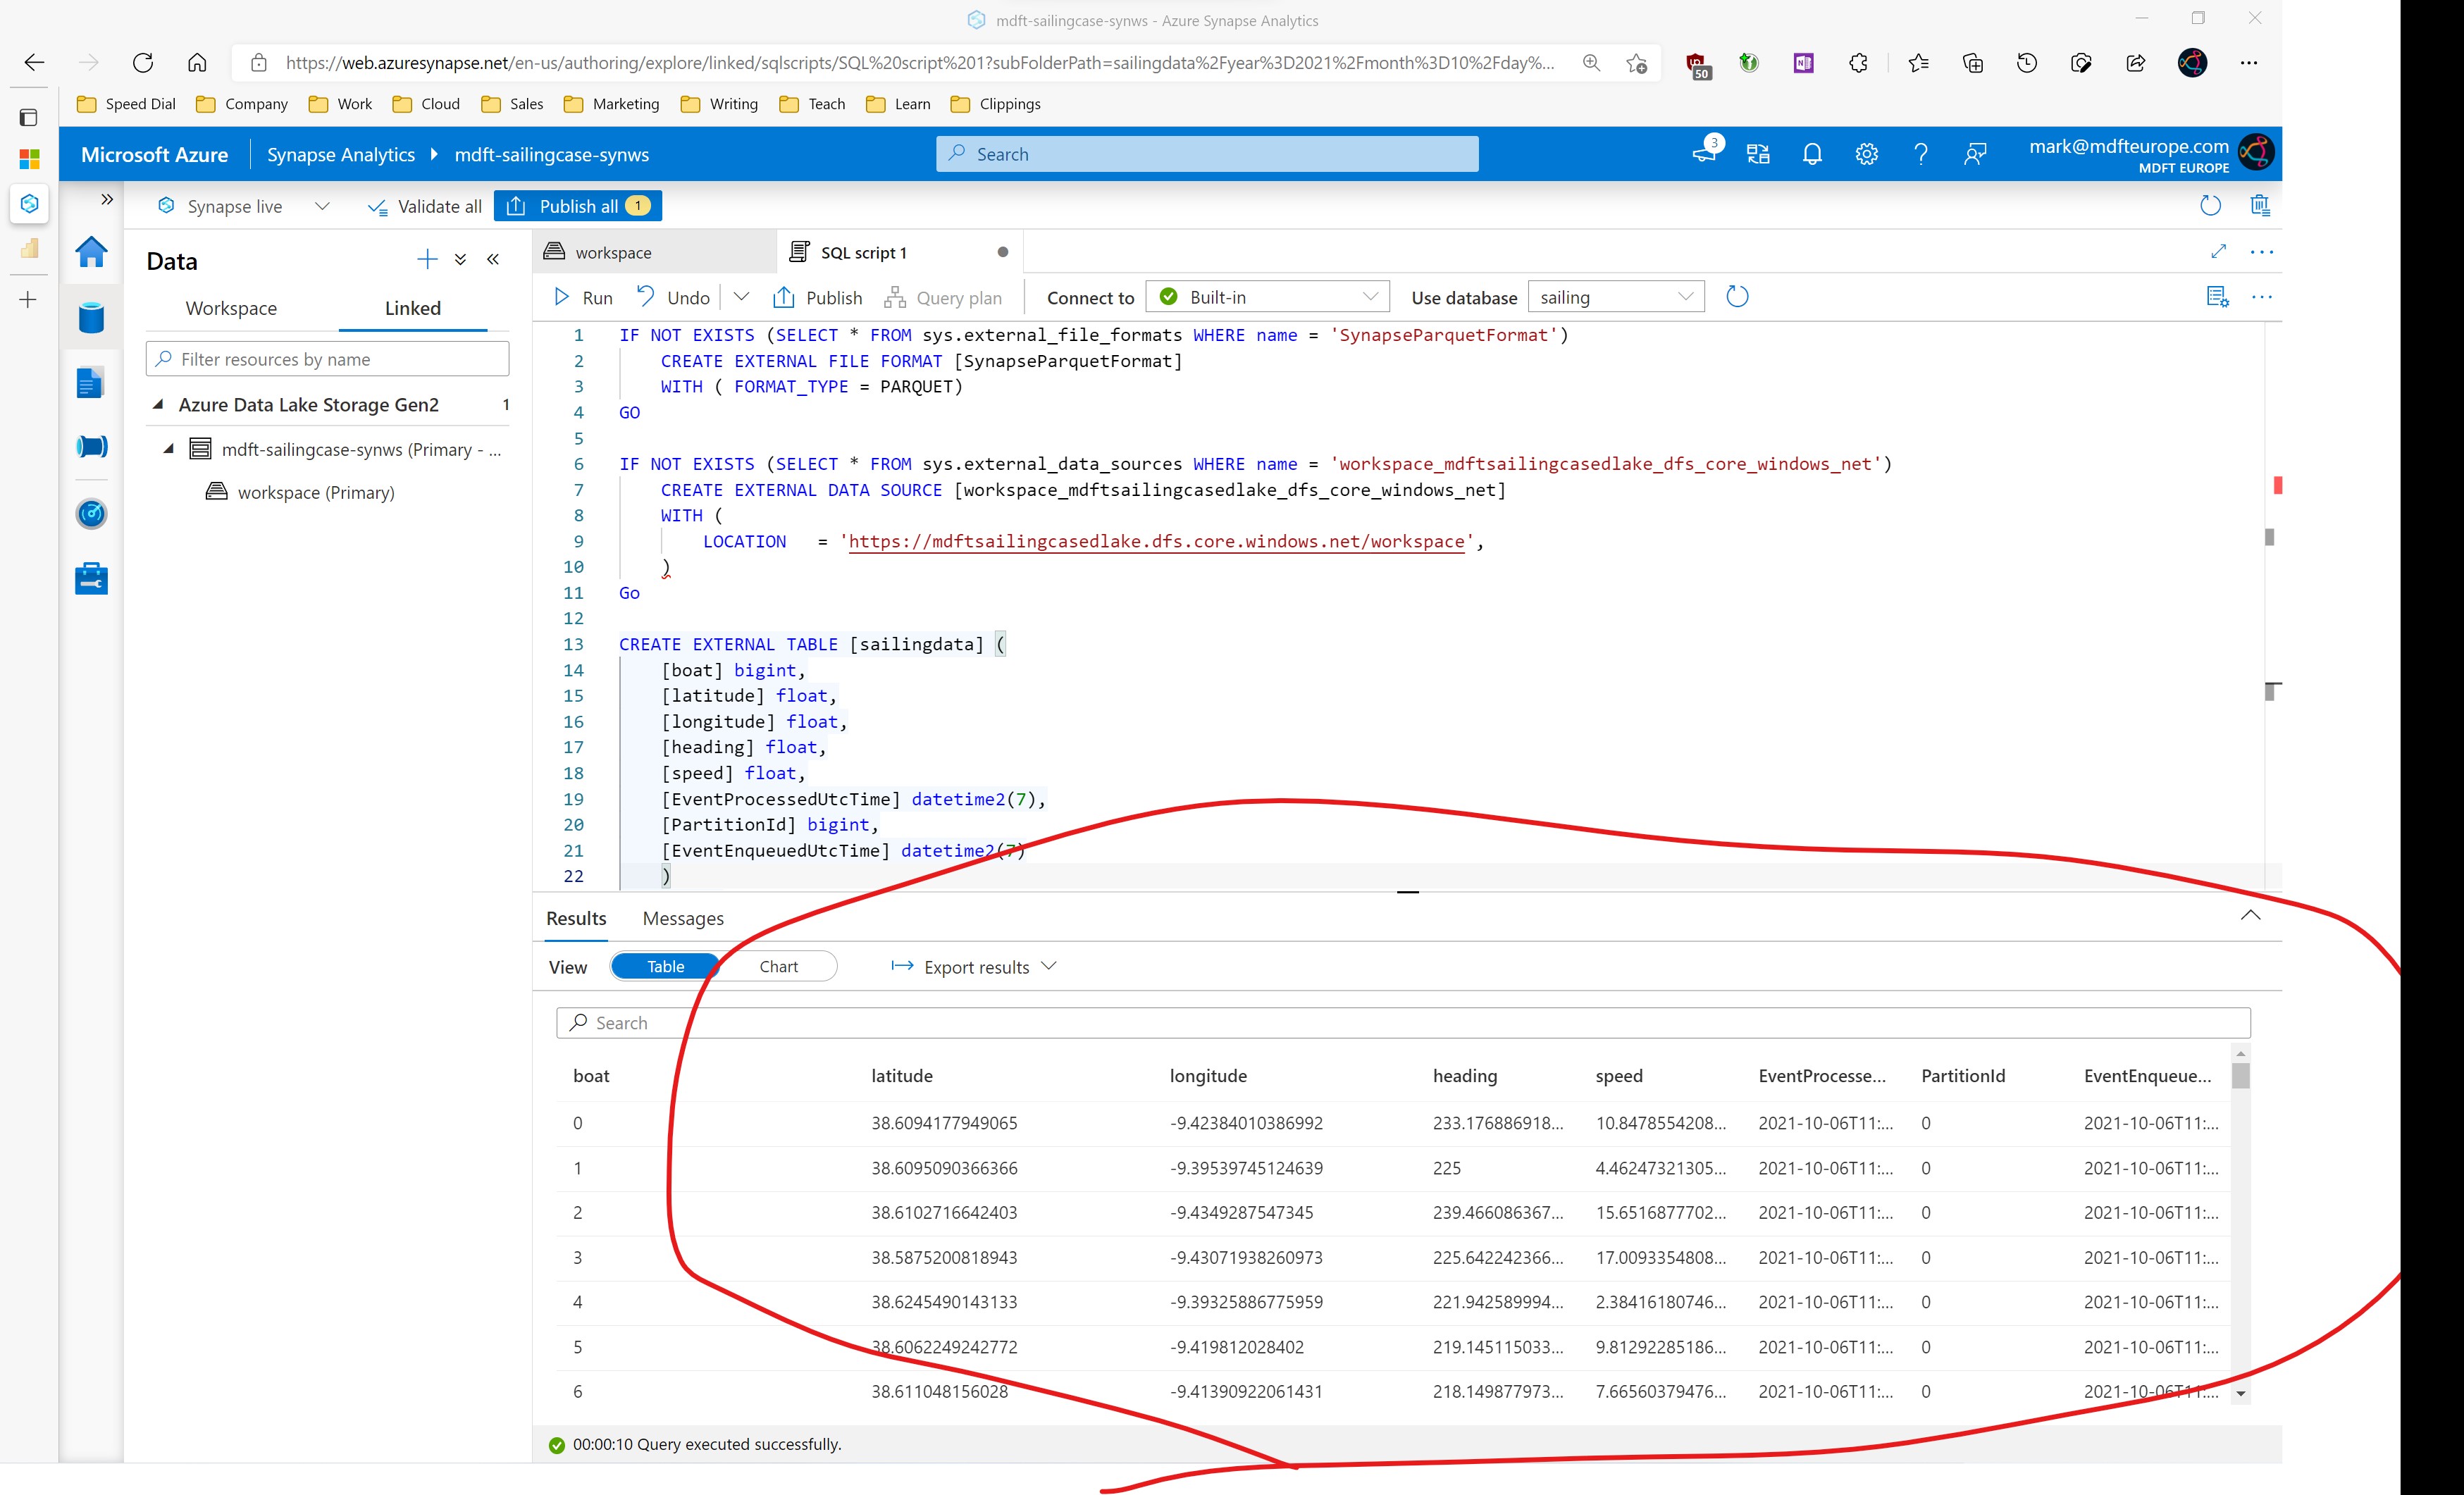 mdft-sailingcase-synws - Azure Synapse Analytics
https://web.azuresynapse.net/en-us/authoring/explore/linked/sqlscripts/SQL%20script%201?subFolderPath=sailingdata%2Fyear%3D2021%2Fmonth%3D10%2Fday%...
50
Speed Dial Company Work Cloud Sales Marketing Writing Teach Learn Clippings
Microsoft Azure Synapse Analytics mdft-sailingcase-synws Search 3 mark@mdfteurope.com
MDFT EUROPE
Synapse live Validate all Publish all 1
Data
Workspace Linked
Filter resources by name
Azure Data Lake Storage Gen2 1
mdft-sailingcase-synws (Primary - ...
workspace (Primary)
workspace SQL script 1
Run Undo Publish Query plan Connect to Built-in Use database sailing
1 IF NOT EXISTS (SELECT * FROM sys.external_file_formats WHERE name = 'SynapseParquetFormat')
2 CREATE EXTERNAL FILE FORMAT [SynapseParquetFormat]
3 WITH ( FORMAT_TYPE = PARQUET)
4 GO
5
6 IF NOT EXISTS (SELECT * FROM sys.external_data_sources WHERE name = 'workspace_mdftsailingcasedlake_dfs_core_windows_net')
7 CREATE EXTERNAL DATA SOURCE [workspace_mdftsailingcasedlake_dfs_core_windows_net]
8 WITH (
9 LOCATION = 'https://mdftsailingcasedlake.dfs.core.windows.net/workspace',
10 )
11 Go
12
13 CREATE EXTERNAL TABLE [sailingdata] (
14 [boat] bigint,
15 [latitude] float,
16 [longitude] float,
17 [heading] float,
18 [speed] float,
19 [EventProcessedUtcTime] datetime2(7),
20 [PartitionId] bigint,
21 [EventEnqueuedUtcTime] datetime2(7)
22 )
Results Messages
View Table Chart Export results
Search
boat latitude longitude heading speed EventProcesse... PartitionId EventEnqueue...
0 38.6094177949065 -9.42384010386992 233.176886918... 10.8478554208... 2021-10-06T11:... 0 2021-10-06T11:...
1 38.6095090366366 -9.39539745124639 225 4.46247321305... 2021-10-06T11:... 0 2021-10-06T11:...
2 38.6102716642403 -9.4349287547345 239.466086367... 15.6516877702... 2021-10-06T11:... 0 2021-10-06T11:...
3 38.5875200818943 -9.43071938260973 225.642242366... 17.0093354808... 2021-10-06T11:... 0 2021-10-06T11:...
4 38.6245490143133 -9.39325886775959 221.942589994... 2.38416180746... 2021-10-06T11:... 0 2021-10-06T11:...
5 38.6062249242772 -9.419812028402 219.145115033... 9.81292285186... 2021-10-06T11:... 0 2021-10-06T11:...
6 38.611048156028 -9.41390922061431 218.149877973... 7.66560379476... 2021-10-06T11:... 0 2021-10-06T11:...
00:00:10 Query executed successfully.